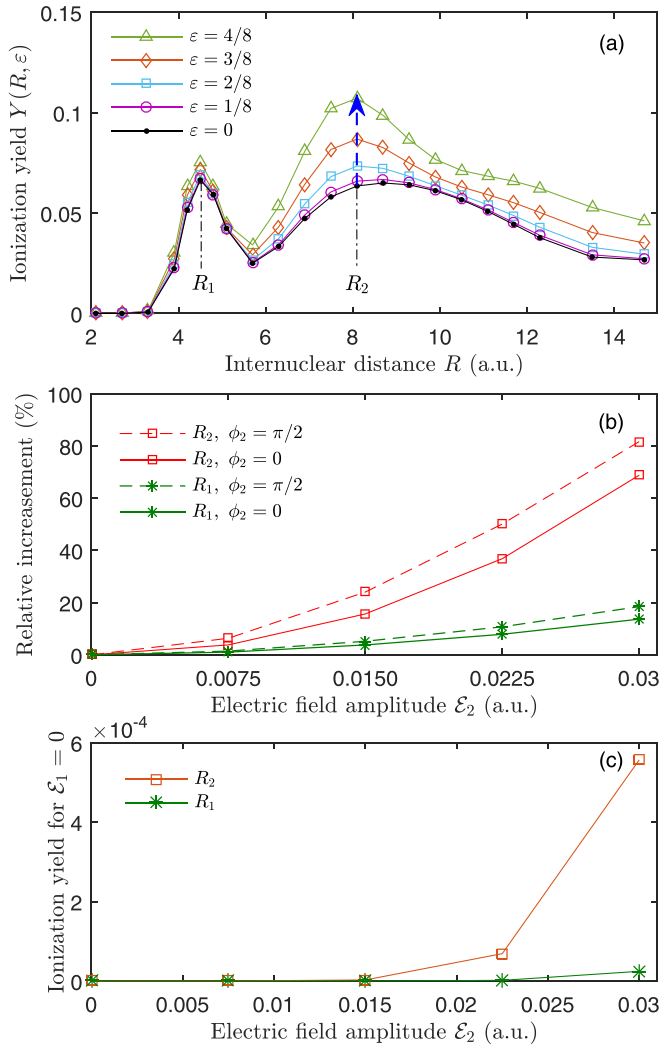 (a)
ε = 4/8
ε = 3/8
ε = 2/8
ε = 1/8
ε = 0
Ionization yield Y(R, ε)
0.15
0.1
0.05
0
R₁
R₂
2 4 6 8 10 12 14
Internuclear distance R (a.u.)
(b)
R₂, ϕ₂ = π/2
R₂, ϕ₂ = 0
R₁, ϕ₂ = π/2
R₁, ϕ₂ = 0
Relative increasement (%)
100
80
60
40
20
0
0 0.0075 0.0150 0.0225 0.03
Electric field amplitude ℰ₂ (a.u.)
×10⁻⁴
(c)
R₂
R₁
Ionization yield for ℰ₁ = 0
6
4
2
0
0 0.005 0.01 0.015 0.02 0.025 0.03
Electric field amplitude ℰ₂ (a.u.)